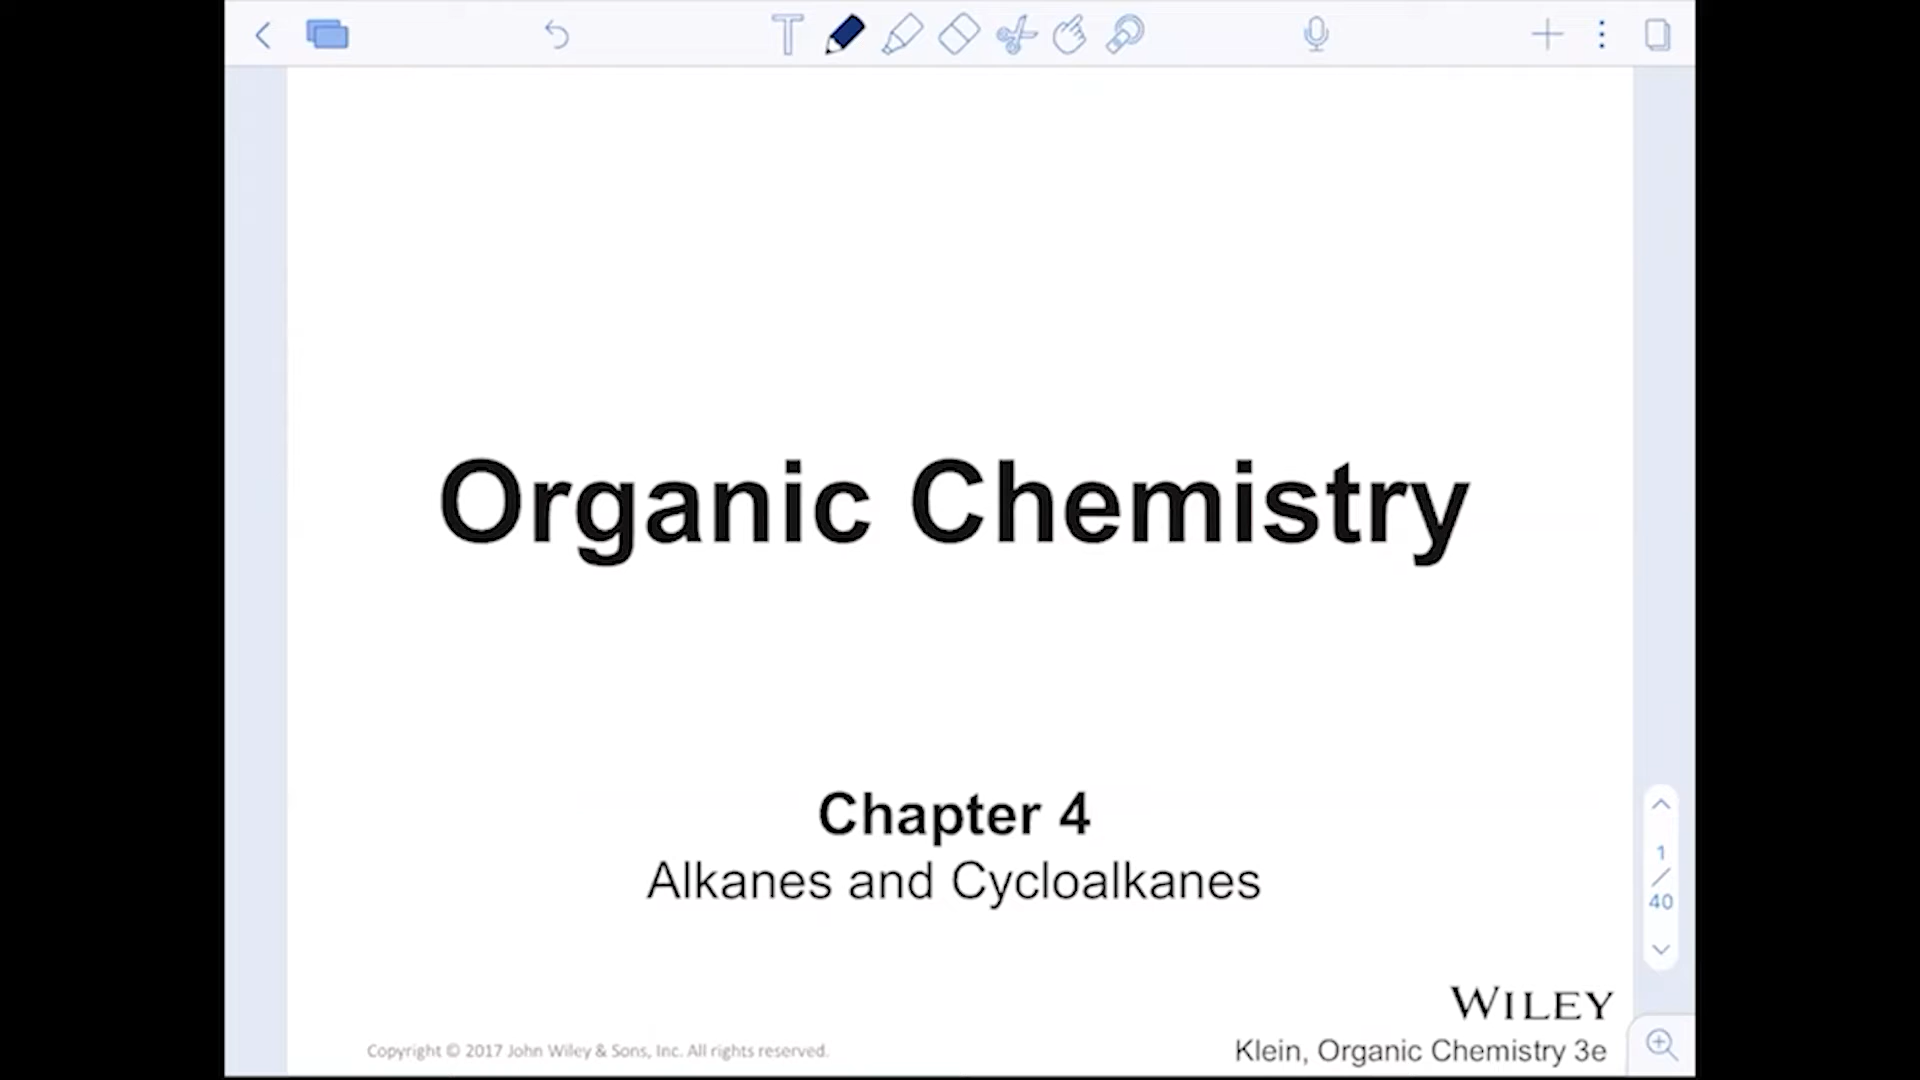 Organic Chemistry
Chapter 4
Alkanes and Cycloalkanes
1
/
40
WILEY
Copyright © 2017 John Wiley & Sons, Inc. All rights reserved.
Klein, Organic Chemistry 3e